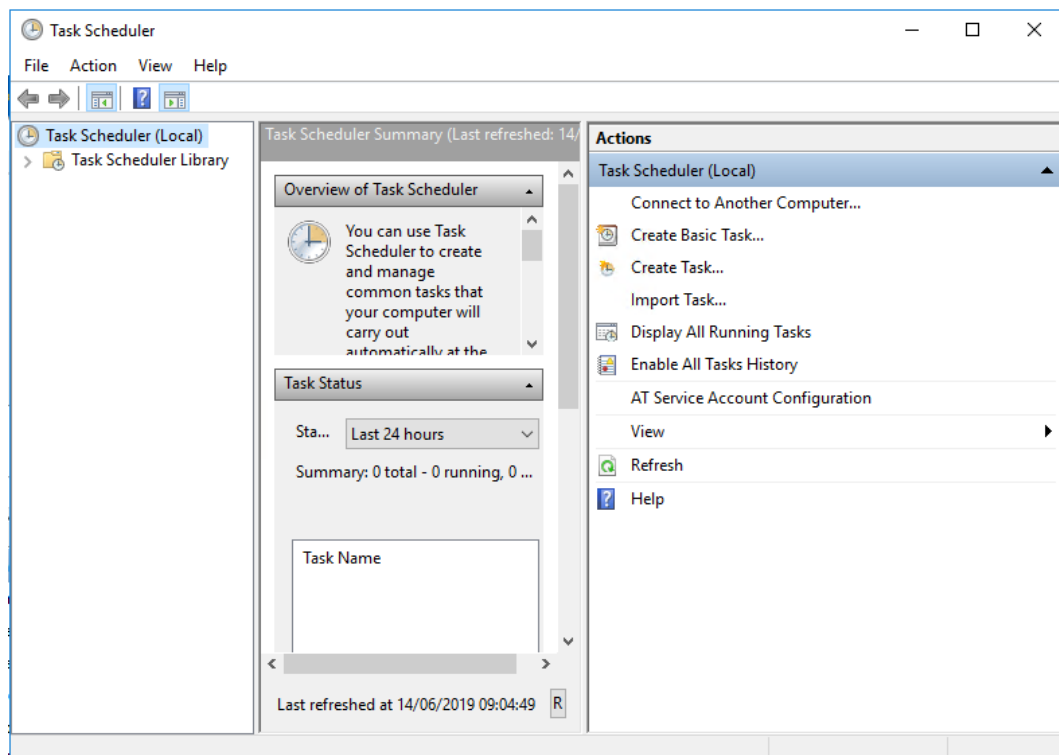 Task Scheduler
File Action View Help
Task Scheduler (Local)
Task Scheduler Library
Task Scheduler Summary (Last refreshed: 14/
Overview of Task Scheduler
You can use Task
Scheduler to create
and manage
common tasks that
your computer will
carry out
automatically at the
Task Status
Sta... Last 24 hours
Summary: 0 total - 0 running, 0 ...
Task Name
Last refreshed at 14/06/2019 09:04:49 R
Actions
Task Scheduler (Local)
Connect to Another Computer...
Create Basic Task...
Create Task...
Import Task...
Display All Running Tasks
Enable All Tasks History
AT Service Account Configuration
View
Refresh
Help